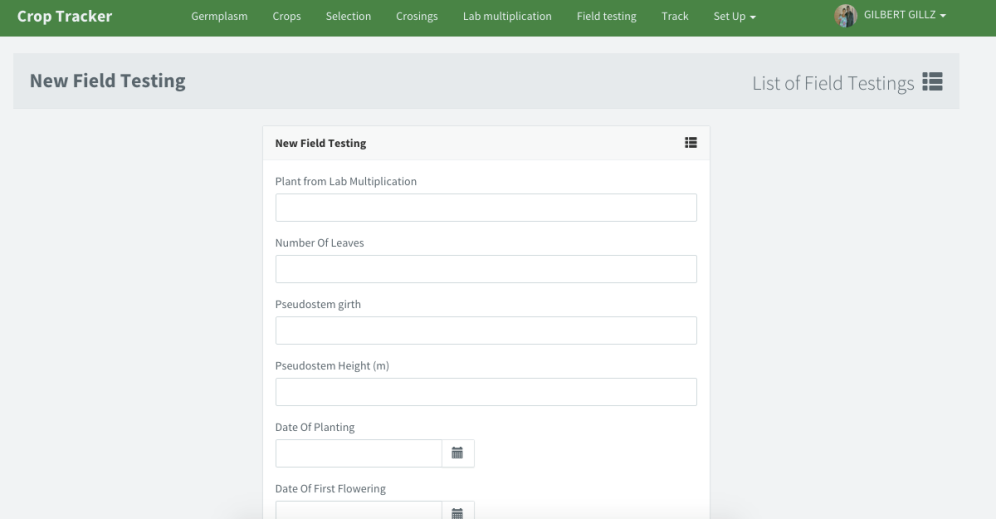 Crop Tracker
Germplasm Crops Selection Crosings Lab multiplication Field testing Track Set Up GILBERT GILLZ
New Field Testing
List of Field Testings
New Field Testing
Plant from Lab Multiplication
Number Of Leaves
Pseudostem girth
Pseudostem Height (m)
Date Of Planting
Date Of First Flowering